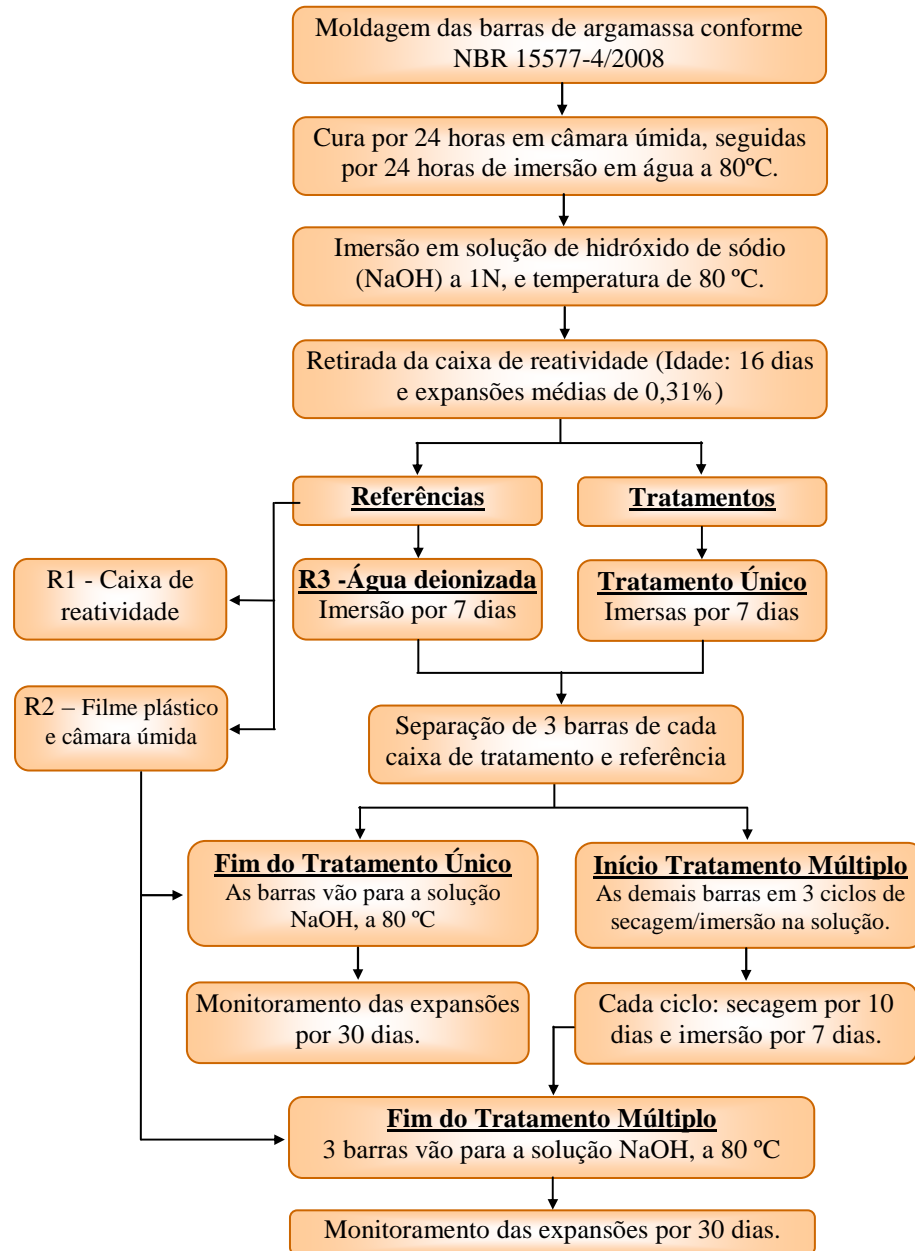 Moldagem das barras de argamassa conforme
NBR 15577-4/2008
Cura por 24 horas em câmara úmida, seguidas
por 24 horas de imersão em água a 80ºC.
Imersão em solução de hidróxido de sódio
(NaOH) a 1N, e temperatura de 80 ºC.
Retirada da caixa de reatividade (Idade: 16 dias
e expansões médias de 0,31%)
Referências
Tratamentos
R1 - Caixa de
reatividade
R3 -Água deionizada
Imersão por 7 dias
Tratamento Único
Imersas por 7 dias
R2 – Filme plástico
e câmara úmida
Separação de 3 barras de cada
caixa de tratamento e referência
Fim do Tratamento Único
As barras vão para a solução
NaOH, a 80 ºC
Início Tratamento Múltiplo
As demais barras em 3 ciclos de
secagem/imersão na solução.
Monitoramento das expansões
por 30 dias.
Cada ciclo: secagem por 10
dias e imersão por 7 dias.
Fim do Tratamento Múltiplo
3 barras vão para a solução NaOH, a 80 ºC
Monitoramento das expansões por 30 dias.